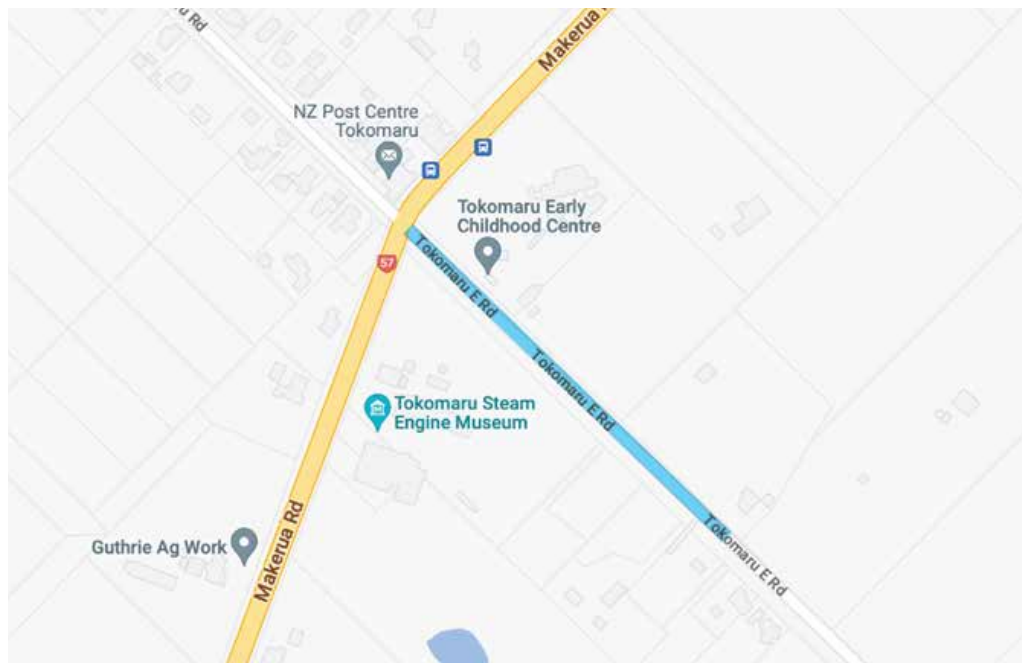 ru Rd
Makerua R
NZ Post Centre
Tokomaru
Tokomaru Early
Childhood Centre
57
Tokomaru E Rd
Tokomaru E Rd
Tokomaru Steam
Engine Museum
Makerua Rd
Guthrie Ag Work
Tokomaru E Rd